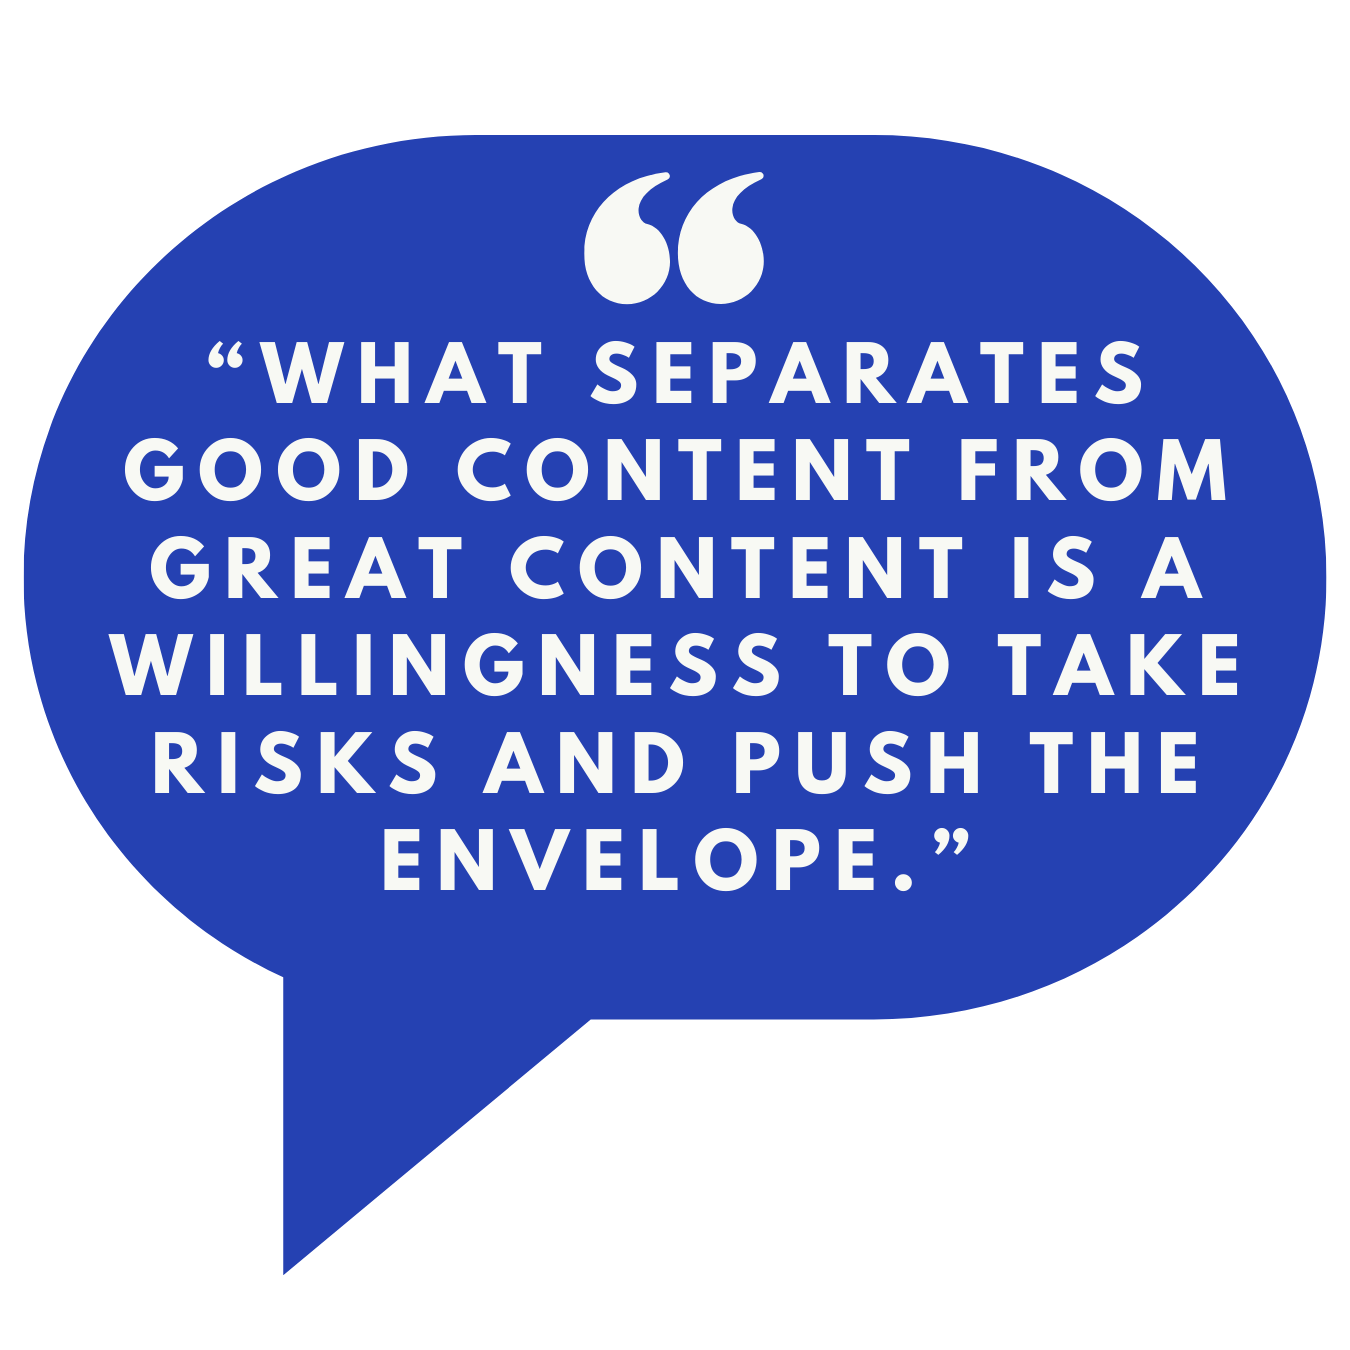 “WHAT SEPARATES
GOOD CONTENT FROM
GREAT CONTENT IS A
WILLINGNESS TO TAKE
RISKS AND PUSH THE
ENVELOPE.”